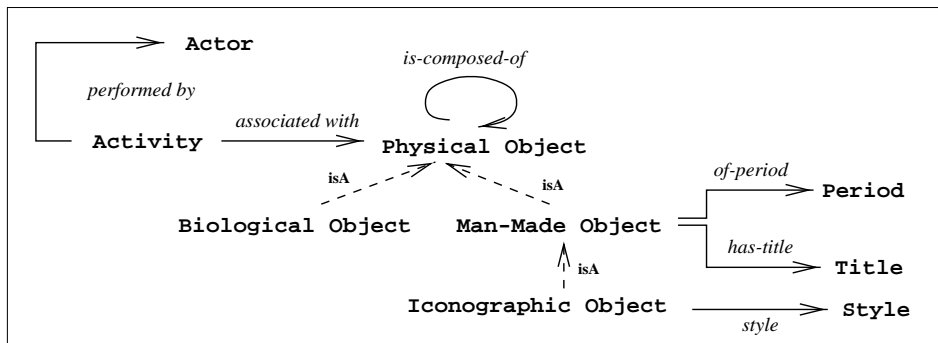 Actor
is-composed-of
performed by
Activity
associated with
Physical Object
isA
isA
of-period
Period
Biological Object
Man-Made Object
has-title
isA
Title
Iconographic Object
style
Style